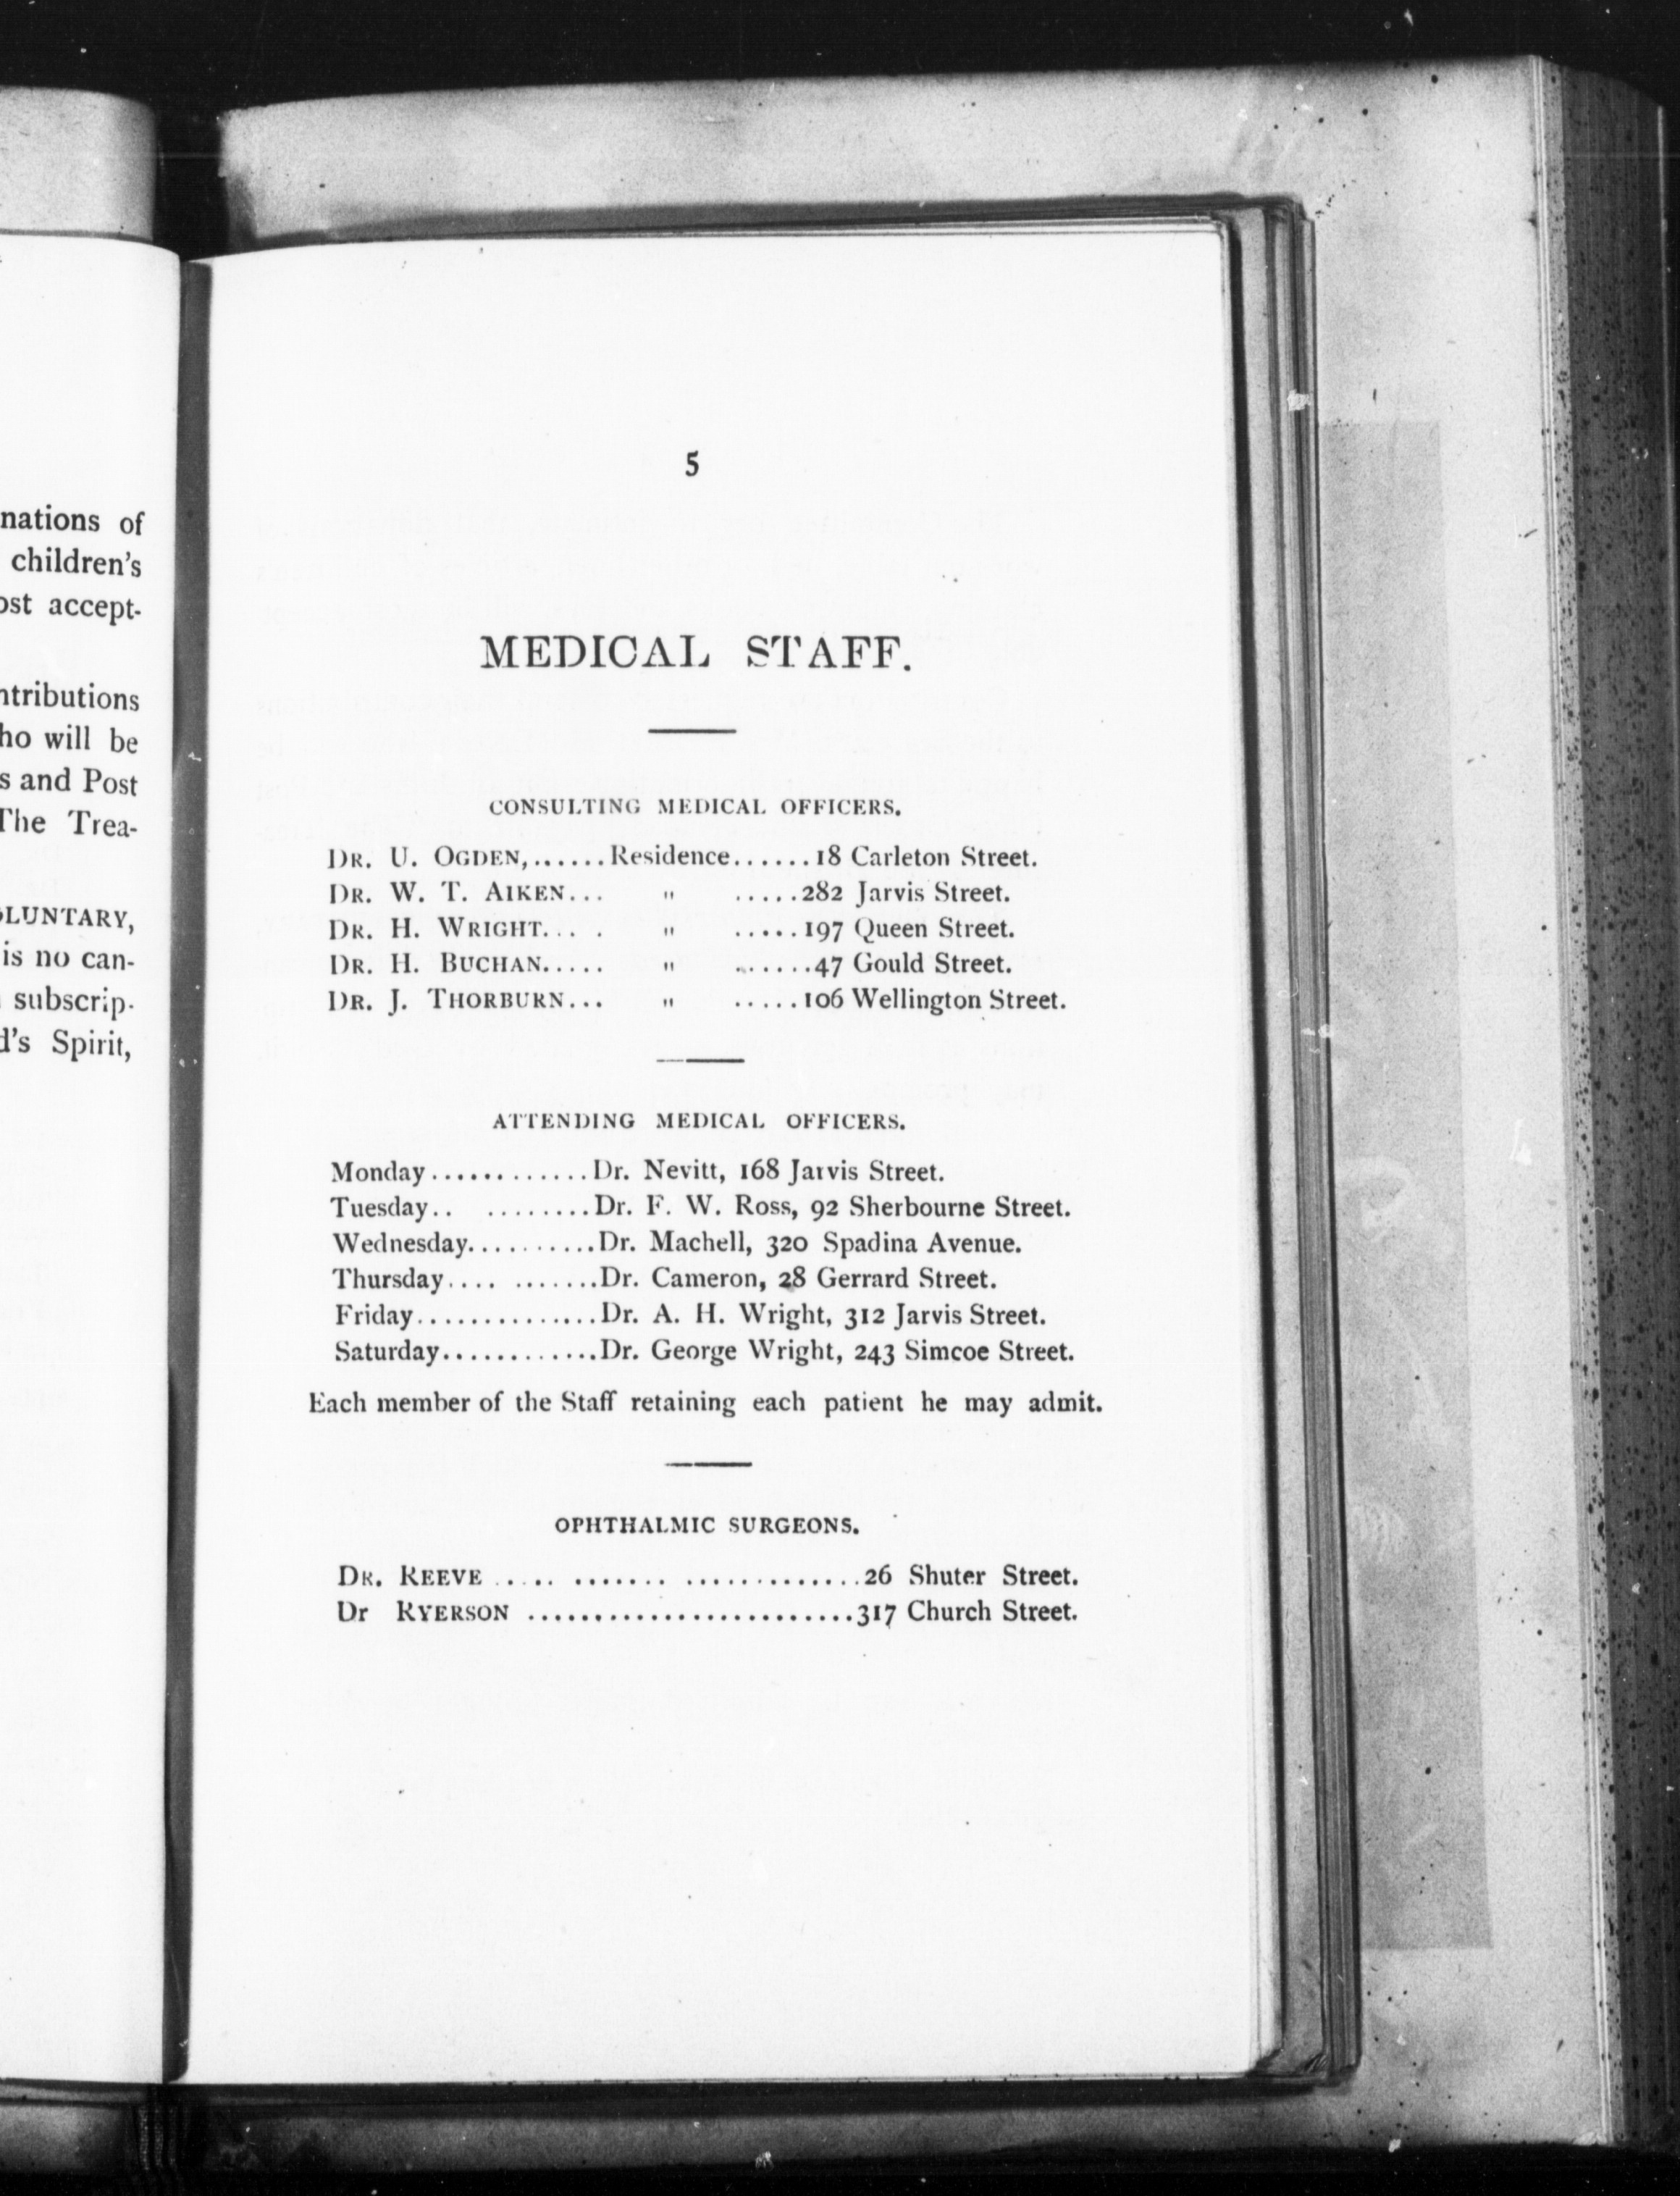 nations of
children's
ost accept-
ntributions
ho will be
s and Post
The Trea-
OLUNTARY,
is no can-
subscrip-
d's Spirit,
5
MEDICAL STAFF.
CONSULTING MEDICAL OFFICERS.
DR. U. OGDEN,......Residence......18 Carleton Street.
DR. W. T. AIKEN... " .....282 Jarvis Street.
DR. H. WRIGHT... . " .....197 Queen Street.
DR. H. BUCHAN..... " ......47 Gould Street.
DR. J. THORBURN... " .....106 Wellington Street.
ATTENDING MEDICAL OFFICERS.
Monday............Dr. Nevitt, 168 Jarvis Street.
Tuesday.. ........Dr. F. W. Ross, 92 Sherbourne Street.
Wednesday..........Dr. Machell, 320 Spadina Avenue.
Thursday.... .......Dr. Cameron, 28 Gerrard Street.
Friday..............Dr. A. H. Wright, 312 Jarvis Street.
Saturday............Dr. George Wright, 243 Simcoe Street.
Each member of the Staff retaining each patient he may admit.
OPHTHALMIC SURGEONS.
DR. REEVE ..... ....... .............26 Shuter Street.
Dr RYERSON ........................317 Church Street.